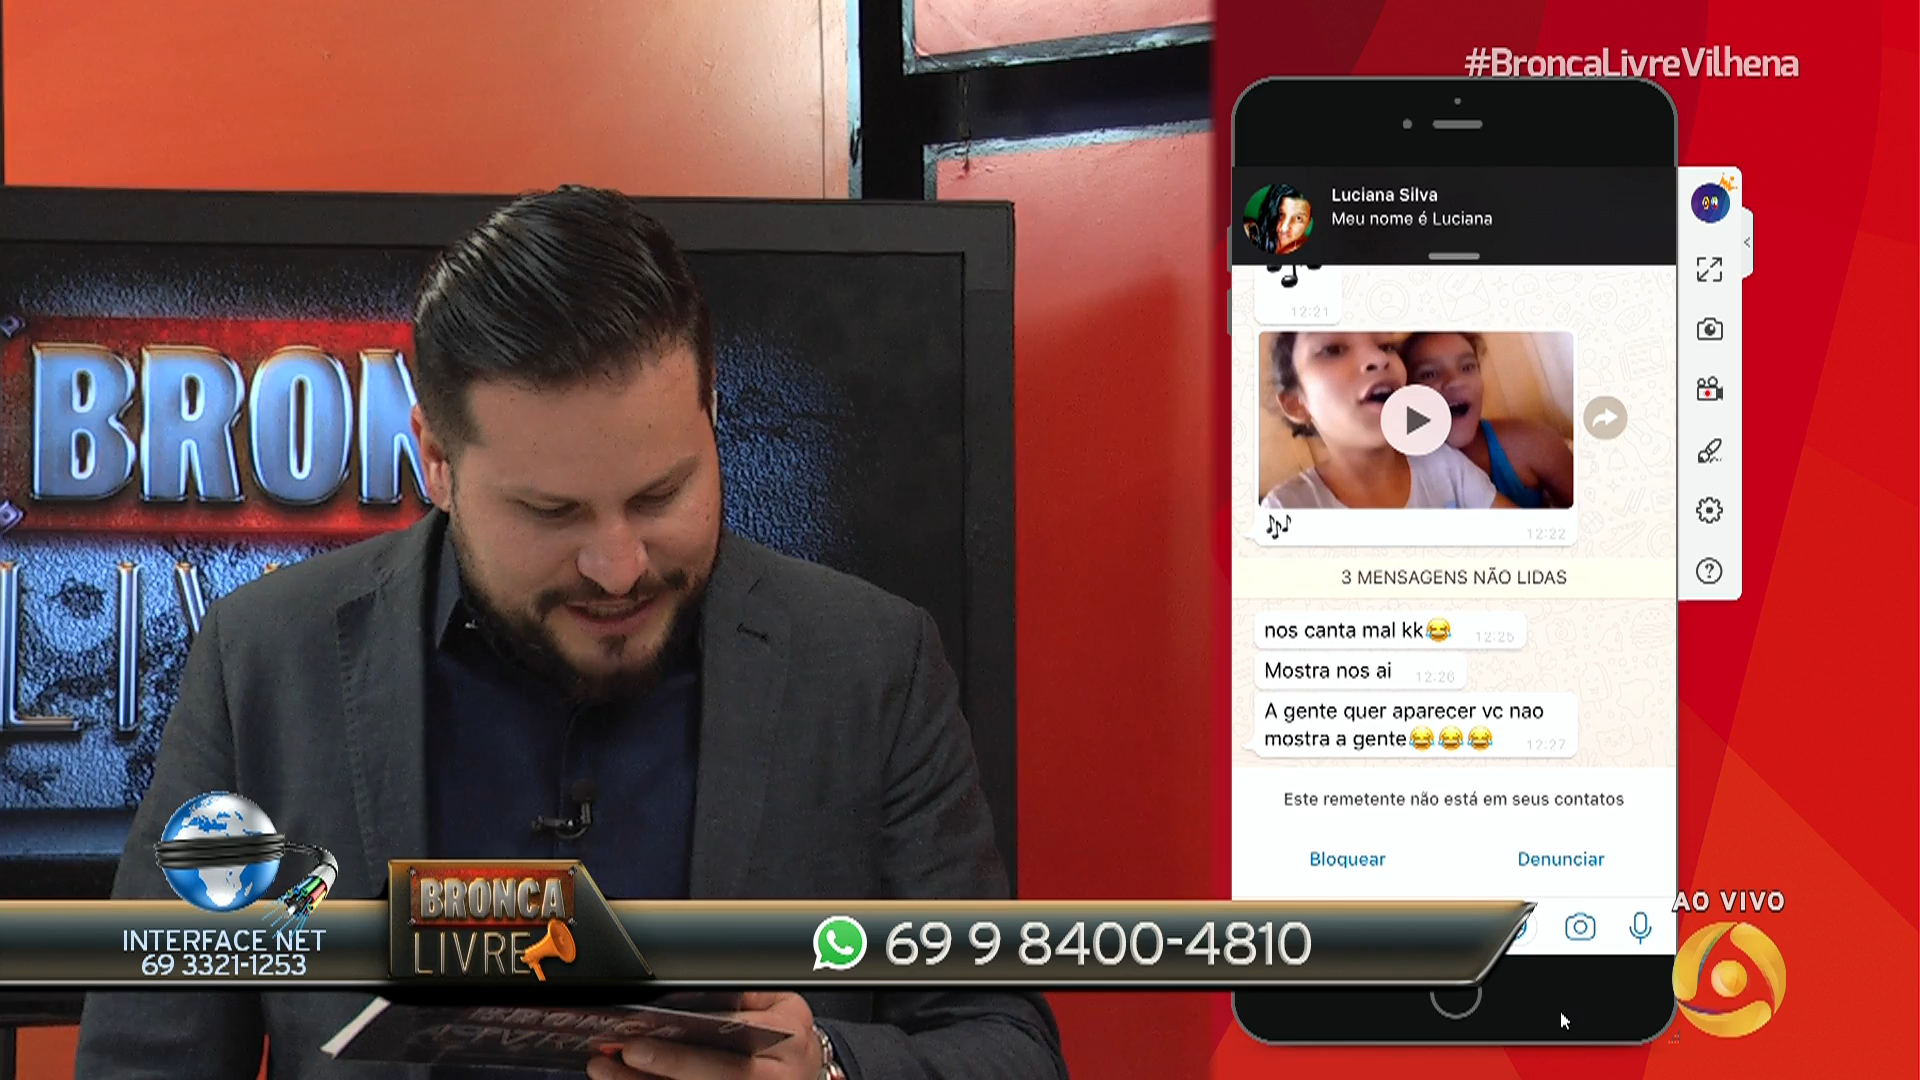 #BroncaLivreVilhena
Luciana Silva
Meu nome é Luciana
12:21
12:22
3 MENSAGENS NÃO LIDAS
nos canta mal kk😂 12:25
Mostra nos ai 12:26
A gente quer aparecer vc nao
mostra a gente😂😂😂 12:27
Este remetente não está em seus contatos
Bloquear Denunciar
AO VIVO
BRONCA
LIVRE
69 9 8400-4810
INTERFACE NET
69 3321-1253
BRON
LIV
BRONCA
LIVRE